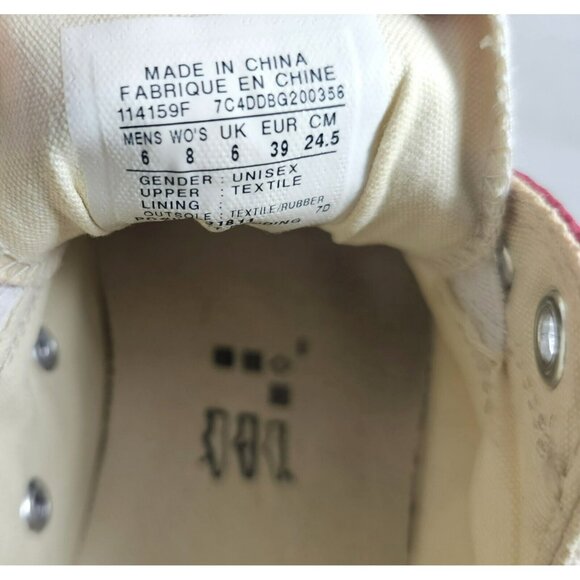 MADE IN CHINA
FABRIQUE EN CHINE
114159F 7C4DDBG200356
MENS WO'S UK EUR CM
6 8 6 39 24.5
GENDER : UNISEX
UPPER : TEXTILE
LINING :
OUTSOLE : TEXTILE/RUBBER
7D